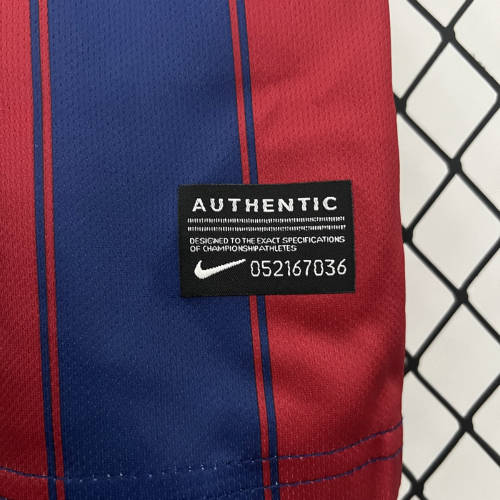 AUTHENTIC
DESIGNED TO THE EXACT SPECIFICATIONS
OF CHAMPIONSHIP ATHLETES
052167036